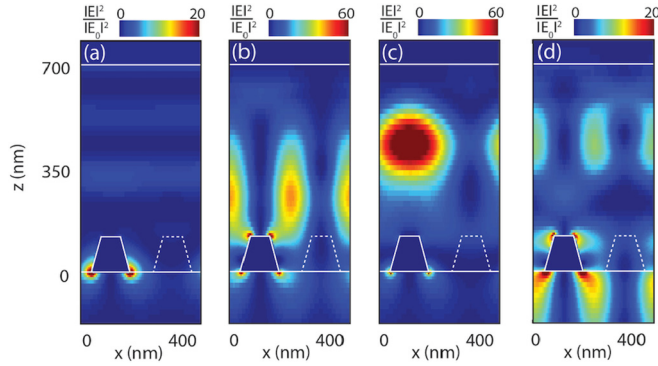 |E|² / |E₀|² 0 20 |E|² / |E₀|² 0 60 |E|² / |E₀|² 0 60 |E|² / |E₀|² 0 20
(a) (b) (c) (d)
700
350
0
z (nm)
0 400 0 400 0 400 0 400
x (nm) x (nm) x (nm) x (nm)